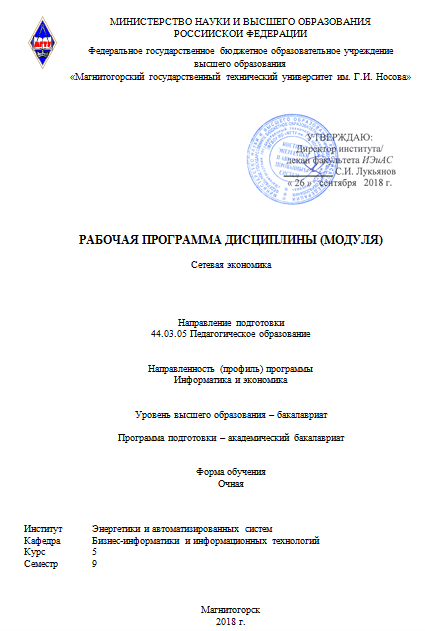 МИНИСТЕРСТВО НАУКИ И ВЫСШЕГО ОБРАЗОВАНИЯ
РОССИЙСКОЙ ФЕДЕРАЦИИ
Федеральное государственное бюджетное образовательное учреждение
высшего образования
«Магнитогорский государственный технический университет им. Г.И. Носова»
УТВЕРЖДАЮ:
Директор института/
декан факультета ИЭиАС
С.И. Лукьянов
« 26 » сентября 2018 г.
РАБОЧАЯ ПРОГРАММА ДИСЦИПЛИНЫ (МОДУЛЯ)
Сетевая экономика
Направление подготовки
44.03.05 Педагогическое образование
Направленность (профиль) программы
Информатика и экономика
Уровень высшего образования – бакалавриат
Программа подготовки – академический бакалавриат
Форма обучения
Очная
Институт Энергетики и автоматизированных систем
Кафедра Бизнес-информатики и информационных технологий
Курс 5
Семестр 9
Магнитогорск
2018 г.